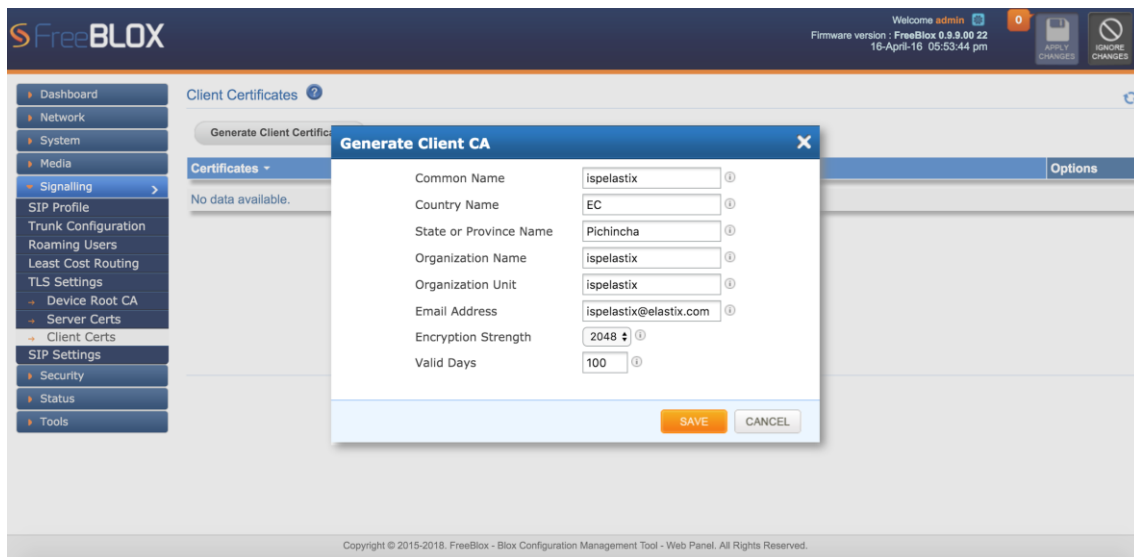 FreeBLOX
Welcome admin
Firmware version : FreeBlox 0.9.9.00 22
16-April-16 05:53:44 pm
0
APPLY CHANGES
IGNORE CHANGES
Dashboard
Network
System
Media
Signalling
SIP Profile
Trunk Configuration
Roaming Users
Least Cost Routing
TLS Settings
Device Root CA
Server Certs
Client Certs
SIP Settings
Security
Status
Tools
Client Certificates ?
Generate Client Certifica
Certificates
Options
No data available.
Generate Client CA
Common Name ispelastix
Country Name EC
State or Province Name Pichincha
Organization Name ispelastix
Organization Unit ispelastix
Email Address ispelastix@elastix.com
Encryption Strength 2048
Valid Days 100
SAVE CANCEL
Copyright © 2015-2018. FreeBlox - Blox Configuration Management Tool - Web Panel. All Rights Reserved.